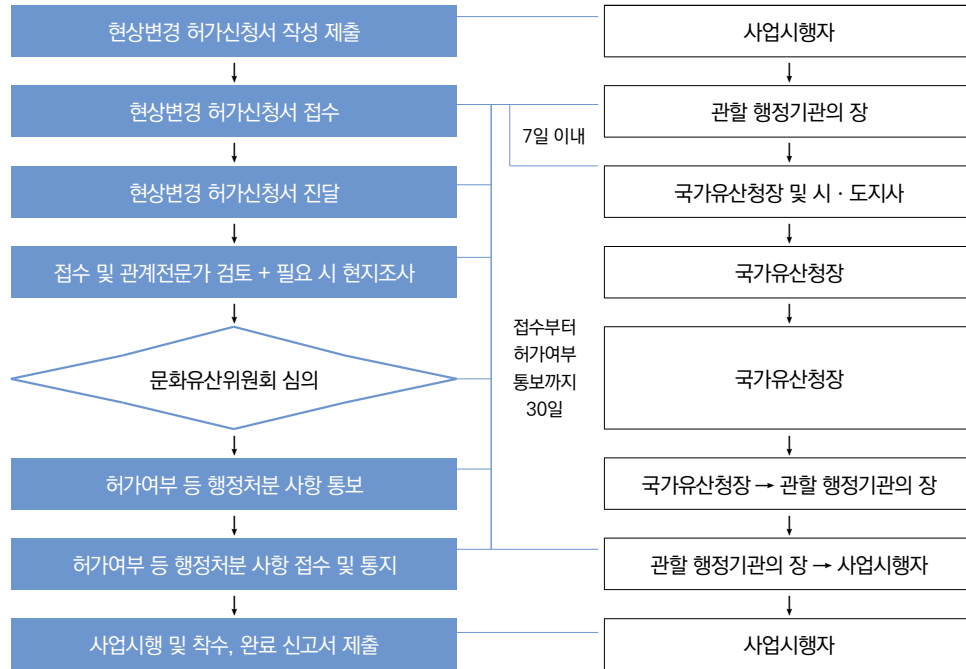 현상변경 허가신청서 작성 제출
사업시행자
현상변경 허가신청서 접수
관할 행정기관의 장
7일 이내
현상변경 허가신청서 진달
국가유산청장 및 시 · 도지사
접수 및 관계전문가 검토 + 필요 시 현지조사
국가유산청장
접수부터
허가여부
통보까지
30일
문화유산위원회 심의
국가유산청장
허가여부 등 행정처분 사항 통보
국가유산청장 → 관할 행정기관의 장
허가여부 등 행정처분 사항 접수 및 통지
관할 행정기관의 장 → 사업시행자
사업시행 및 착수, 완료 신고서 제출
사업시행자